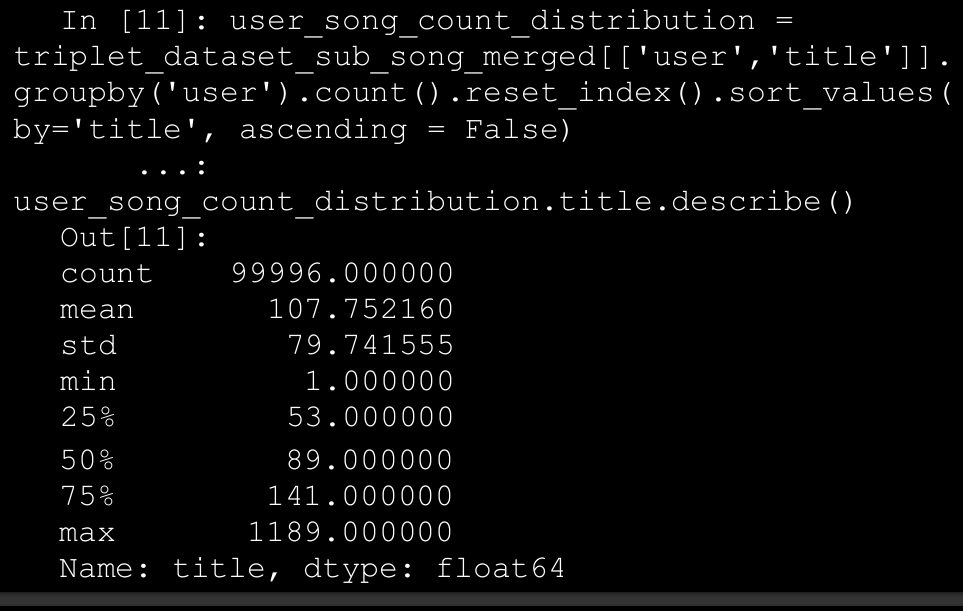 In [11]: user_song_count_distribution =
triplet_dataset_sub_song_merged[['user','title']].
groupby('user').count().reset_index().sort_values(
by='title', ascending = False)
...:
user_song_count_distribution.title.describe()
Out[11]:
count 99996.000000
mean 107.752160
std 79.741555
min 1.000000
25% 53.000000
50% 89.000000
75% 141.000000
max 1189.000000
Name: title, dtype: float64